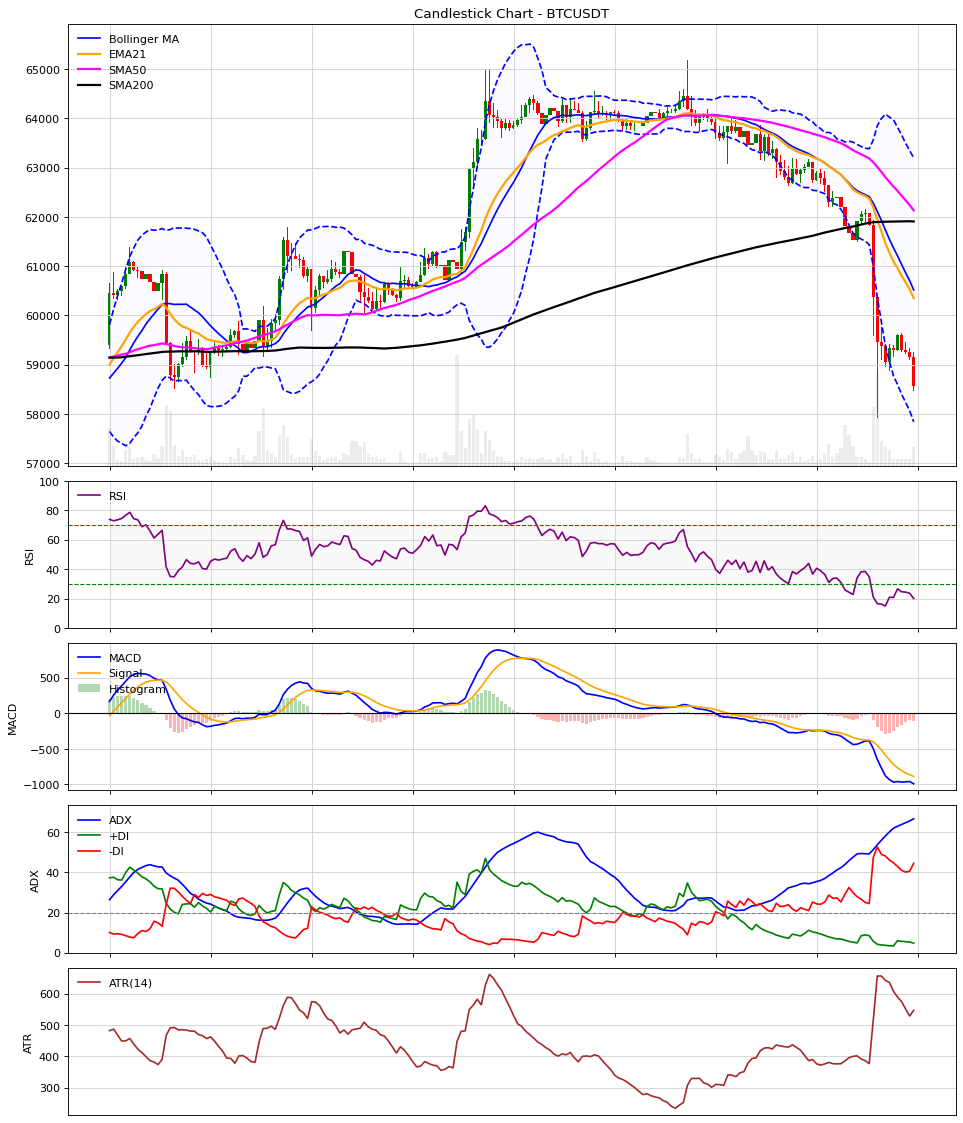 Candlestick Chart - BTCUSDT
Bollinger MA
EMA21
SMA50
SMA200
65000
64000
63000
62000
61000
60000
59000
58000
57000
RSI
RSI
100
80
60
40
20
0
MACD
Signal
Histogram
MACD
500
0
−500
−1000
ADX
+DI
-DI
ADX
60
40
20
0
ATR(14)
ATR
600
500
400
300